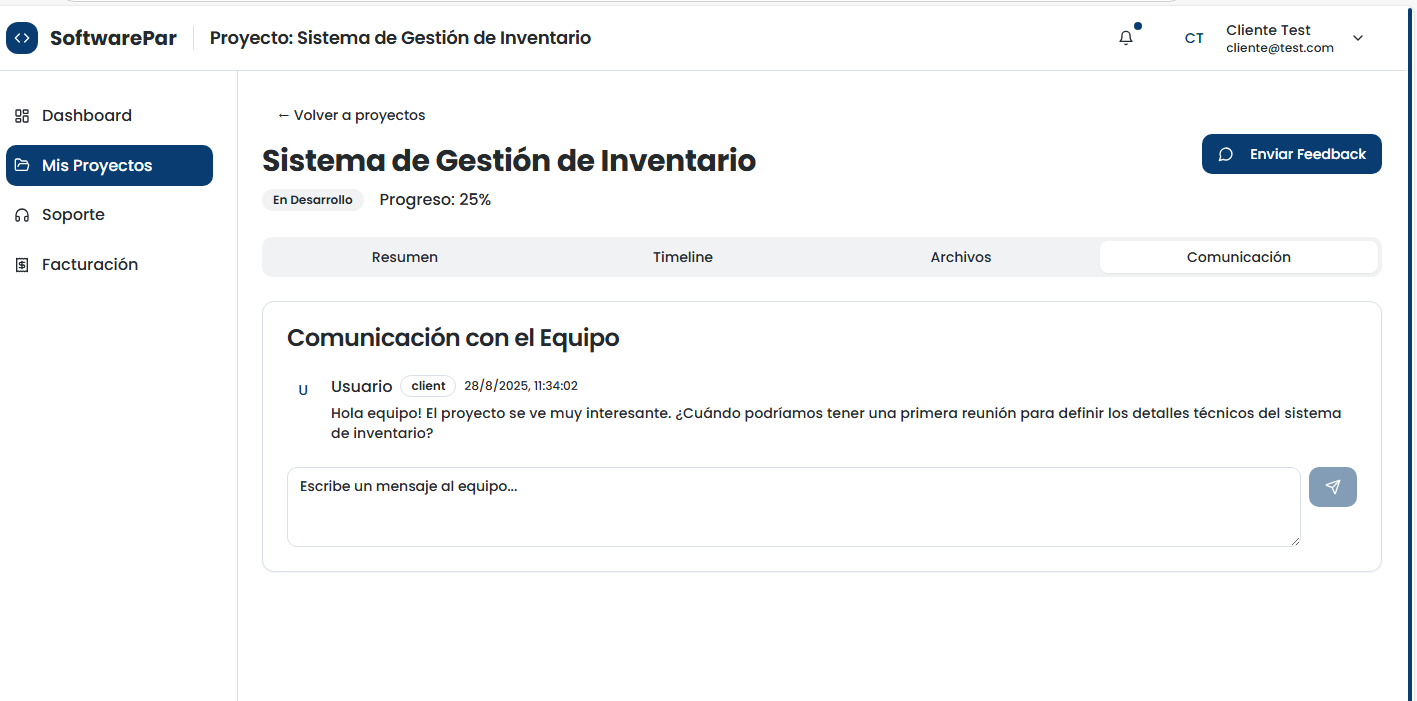 SoftwarePar
Proyecto: Sistema de Gestión de Inventario
CT
Cliente Test
cliente@test.com
Dashboard
Mis Proyectos
Soporte
Facturación
← Volver a proyectos
Sistema de Gestión de Inventario
Enviar Feedback
En Desarrollo
Progreso: 25%
Resumen
Timeline
Archivos
Comunicación
Comunicación con el Equipo
U
Usuario client 28/8/2025, 11:34:02
Hola equipo! El proyecto se ve muy interesante. ¿Cuándo podríamos tener una primera reunión para definir los detalles técnicos del sistema
de inventario?
Escribe un mensaje al equipo...